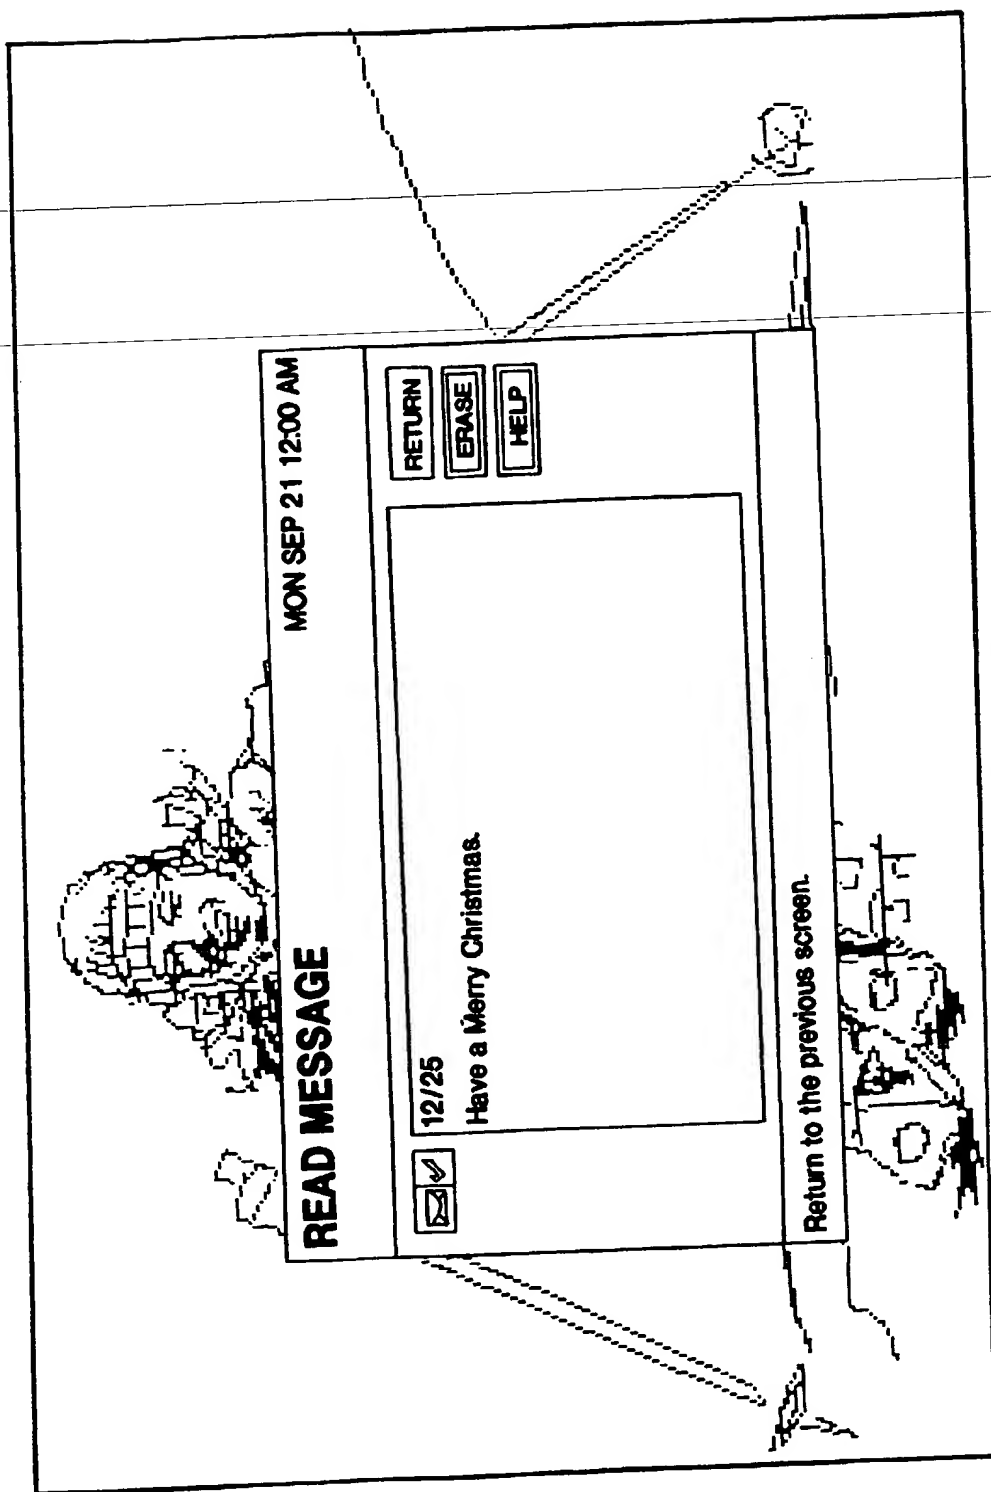 READ MESSAGE
MON SEP 21 12:00 AM
12/25
Have a Merry Christmas.
RETURN
ERASE
HELP
Return to the previous screen.